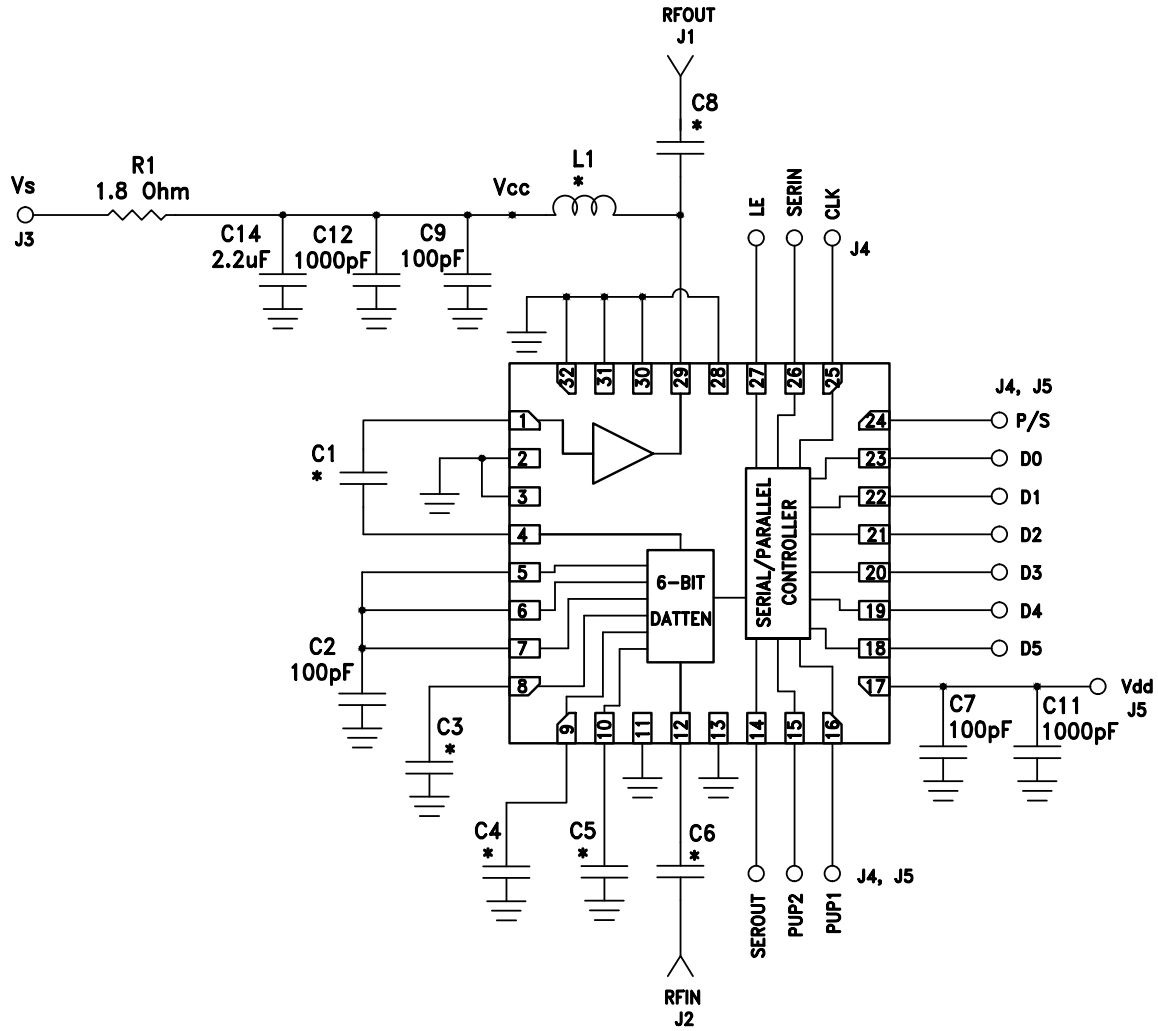 RFOUT
J1
C8
*
R1
1.8 Ohm
Vs
J3
Vcc
L1
*
C14
2.2uF
C12
1000pF
C9
100pF
LE
SERIN
CLK
J4
32
31
30
29
28
27
26
25
J4, J5
1
2
3
4
5
6
7
8
C1
*
24
P/S
23
D0
22
D1
21
D2
20
D3
19
D4
18
D5
17
Vdd
J5
SERIAL/PARALLEL
CONTROLLER
6-BIT
DATTEN
C2
100pF
C3
*
C7
100pF
C11
1000pF
9
10
11
12
13
14
15
16
C4
*
C5
*
C6
*
SEROUT
PUP2
PUP1
J4, J5
RFIN
J2